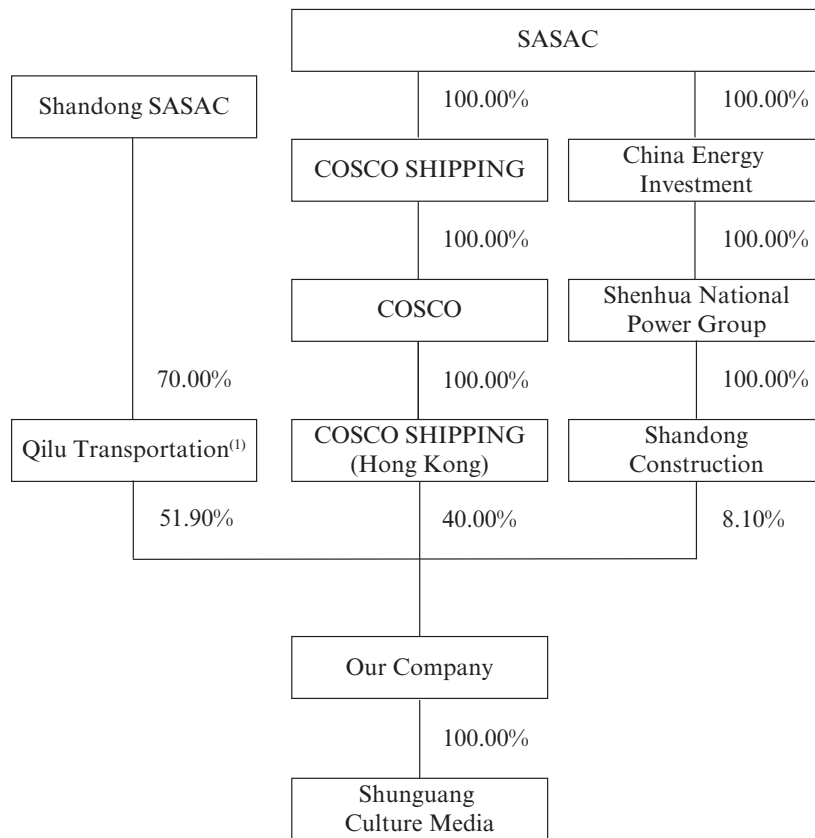 SASAC
Shandong SASAC
100.00%
100.00%
COSCO SHIPPING
China Energy
Investment
100.00%
100.00%
COSCO
Shenhua National
Power Group
70.00%
100.00%
100.00%
Qilu Transportation(1)
COSCO SHIPPING
(Hong Kong)
Shandong
Construction
51.90%
40.00%
8.10%
Our Company
100.00%
Shunguang
Culture Media